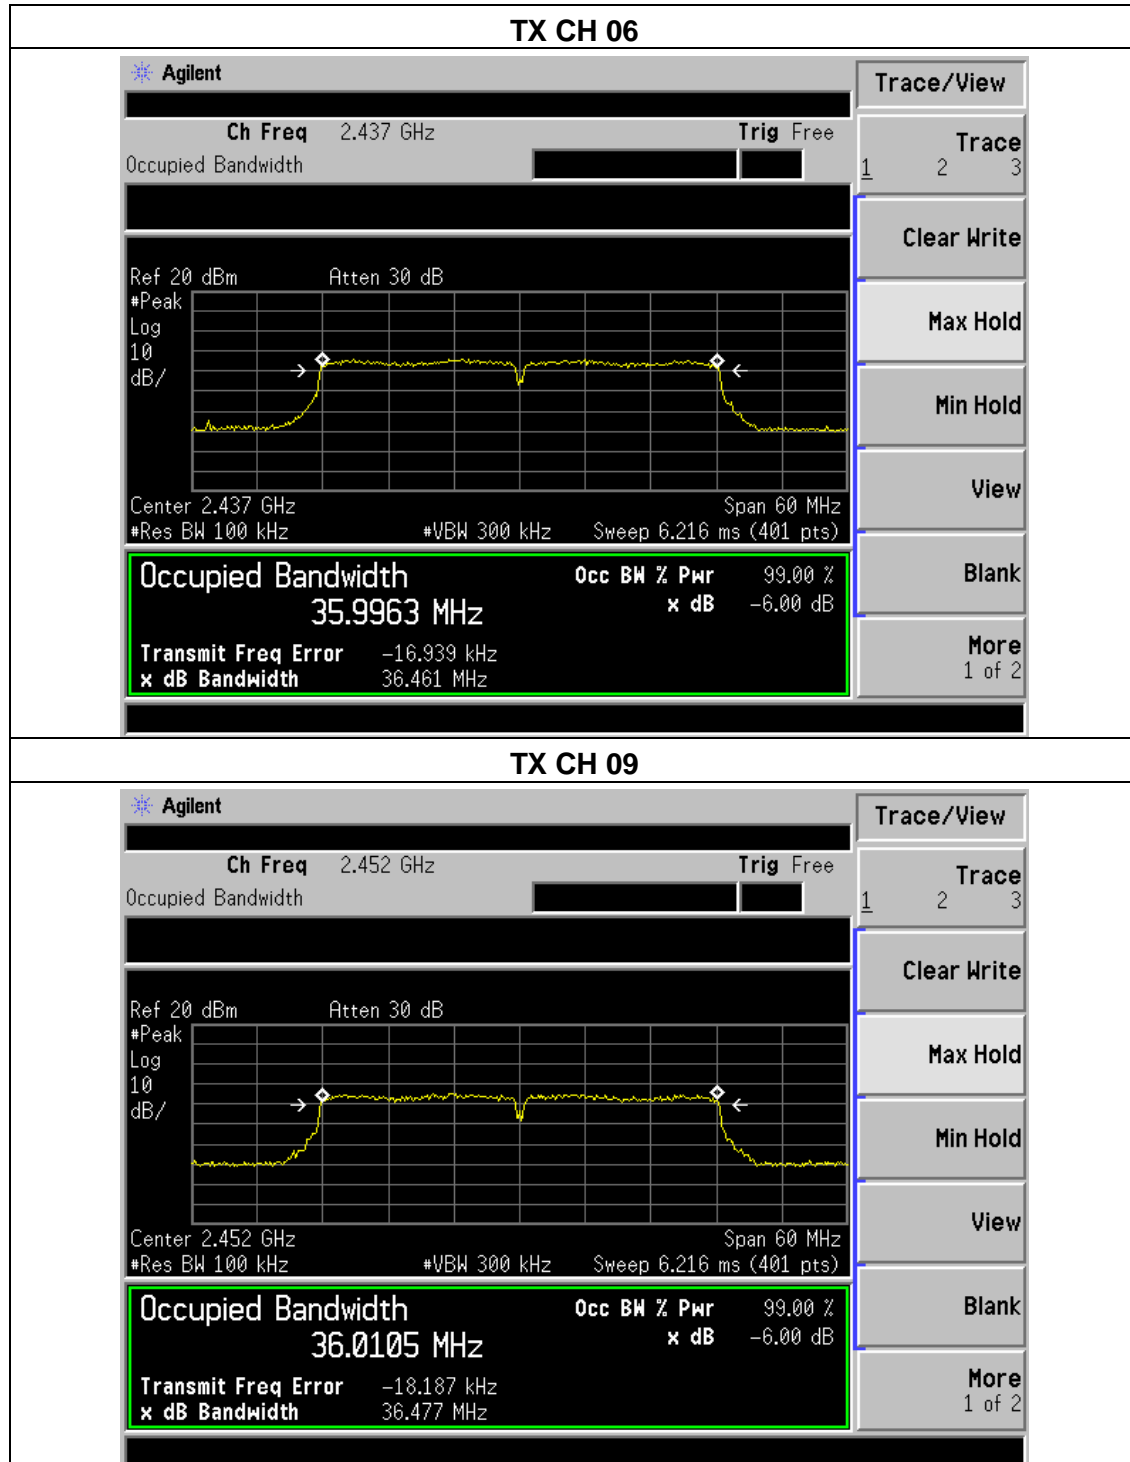 TX CH 06
Agilent
Trace/View
Ch Freq 2.437 GHz Trig Free
Occupied Bandwidth
Trace
1 2 3
Clear Write
Ref 20 dBm Atten 30 dB
#Peak
Log
10
dB/
Max Hold
Min Hold
View
Center 2.437 GHz Span 60 MHz
#Res BW 100 kHz #VBW 300 kHz Sweep 6.216 ms (401 pts)
Occupied Bandwidth Occ BW % Pwr 99.00 %
35.9963 MHz x dB -6.00 dB
Blank
Transmit Freq Error -16.939 kHz
x dB Bandwidth 36.461 MHz
More
1 of 2
TX CH 09
Agilent
Trace/View
Ch Freq 2.452 GHz Trig Free
Occupied Bandwidth
Trace
1 2 3
Clear Write
Ref 20 dBm Atten 30 dB
#Peak
Log
10
dB/
Max Hold
Min Hold
View
Center 2.452 GHz Span 60 MHz
#Res BW 100 kHz #VBW 300 kHz Sweep 6.216 ms (401 pts)
Occupied Bandwidth Occ BW % Pwr 99.00 %
36.0105 MHz x dB -6.00 dB
Blank
Transmit Freq Error -18.187 kHz
x dB Bandwidth 36.477 MHz
More
1 of 2